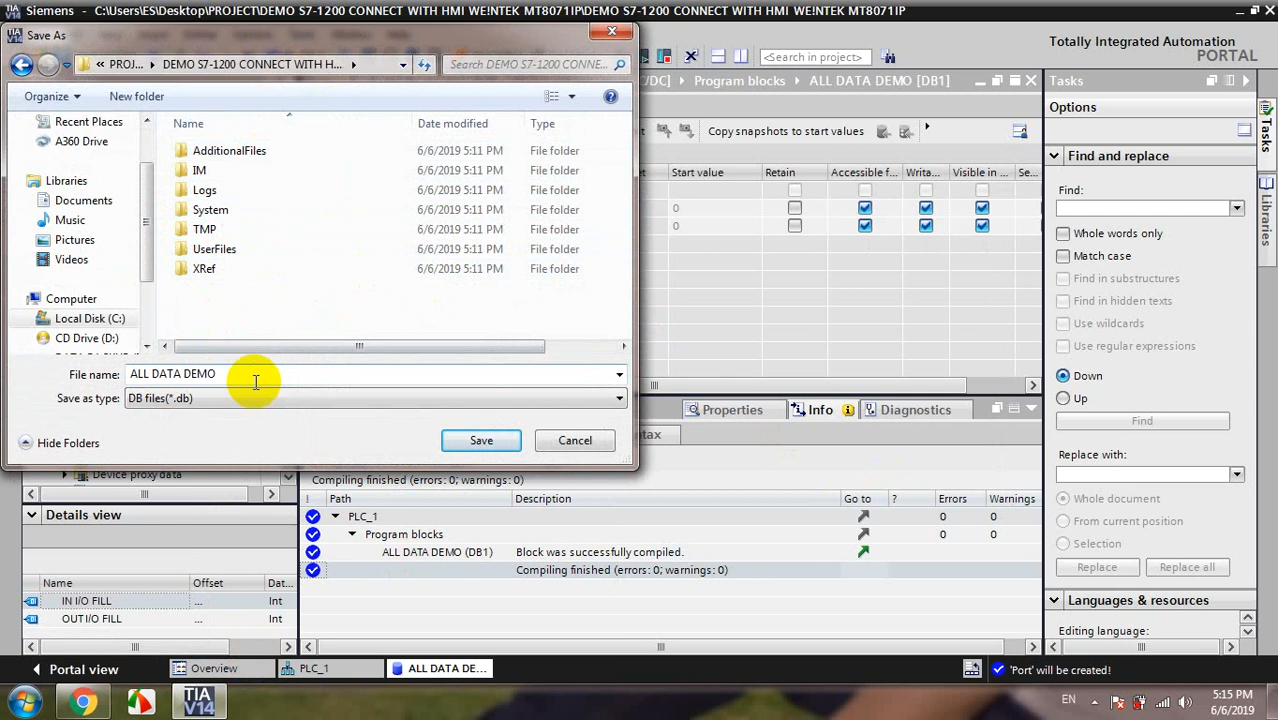 Siemens - C:\Users\ES\Desktop\PROJECT\DEMO S7-1200 CONNECT WITH HMI WE!NTEK MT8071IP\DEMO S7-1200 CONNECT WITH HMI WE!NTEK MT8071IP
TIA V14
Save As
Totally Integrated Automation
PORTAL
<Search in project>
PROJ...
DEMO S7-1200 CONNECT WITH H...
Search DEMO S7-1200 CONNE...
/DC]
Program blocks
ALL DATA DEMO [DB1]
Tasks
Organize
New folder
Options
Name
Date modified
Type
Recent Places
A360 Drive
Copy snapshots to start values
Tasks
Find and replace
Libraries
Documents
Music
Pictures
Videos
Computer
Local Disk (C:)
CD Drive (D:)
AdditionalFiles 6/6/2019 5:11 PM File folder
IM 6/6/2019 5:11 PM File folder
Logs 6/6/2019 5:11 PM File folder
System 6/6/2019 5:11 PM File folder
TMP 6/6/2019 5:11 PM File folder
UserFiles 6/6/2019 5:11 PM File folder
XRef 6/6/2019 5:11 PM File folder
Start value
Retain
Accessible f...
Writa...
Visible in ...
Se...
0
0
Find:
Whole words only
Match case
Find in substructures
Find in hidden texts
Use wildcards
Use regular expressions
Down
Up
Find
Replace with:
Whole document
From current position
Selection
Replace
Replace all
Languages & resources
Editing language:
Libraries
File name: ALL DATA DEMO
Save as type: DB files(*.db)
Hide Folders
Save
Cancel
Device proxy data
Properties
Info
Diagnostics
ntax
Compiling finished (errors: 0; warnings: 0)
! Path Description Go to ? Errors Warnings
PLC_1 0 0
Program blocks 0 0
ALL DATA DEMO (DB1) Block was successfully compiled.
Compiling finished (errors: 0; warnings: 0)
Details view
Name Offset Dat...
IN I/O FILL ... Int
OUT I/O FILL ... Int
Portal view
Overview
PLC_1
ALL DATA DE...
'Port' will be created!
TIA V14
EN
5:15 PM
6/6/2019